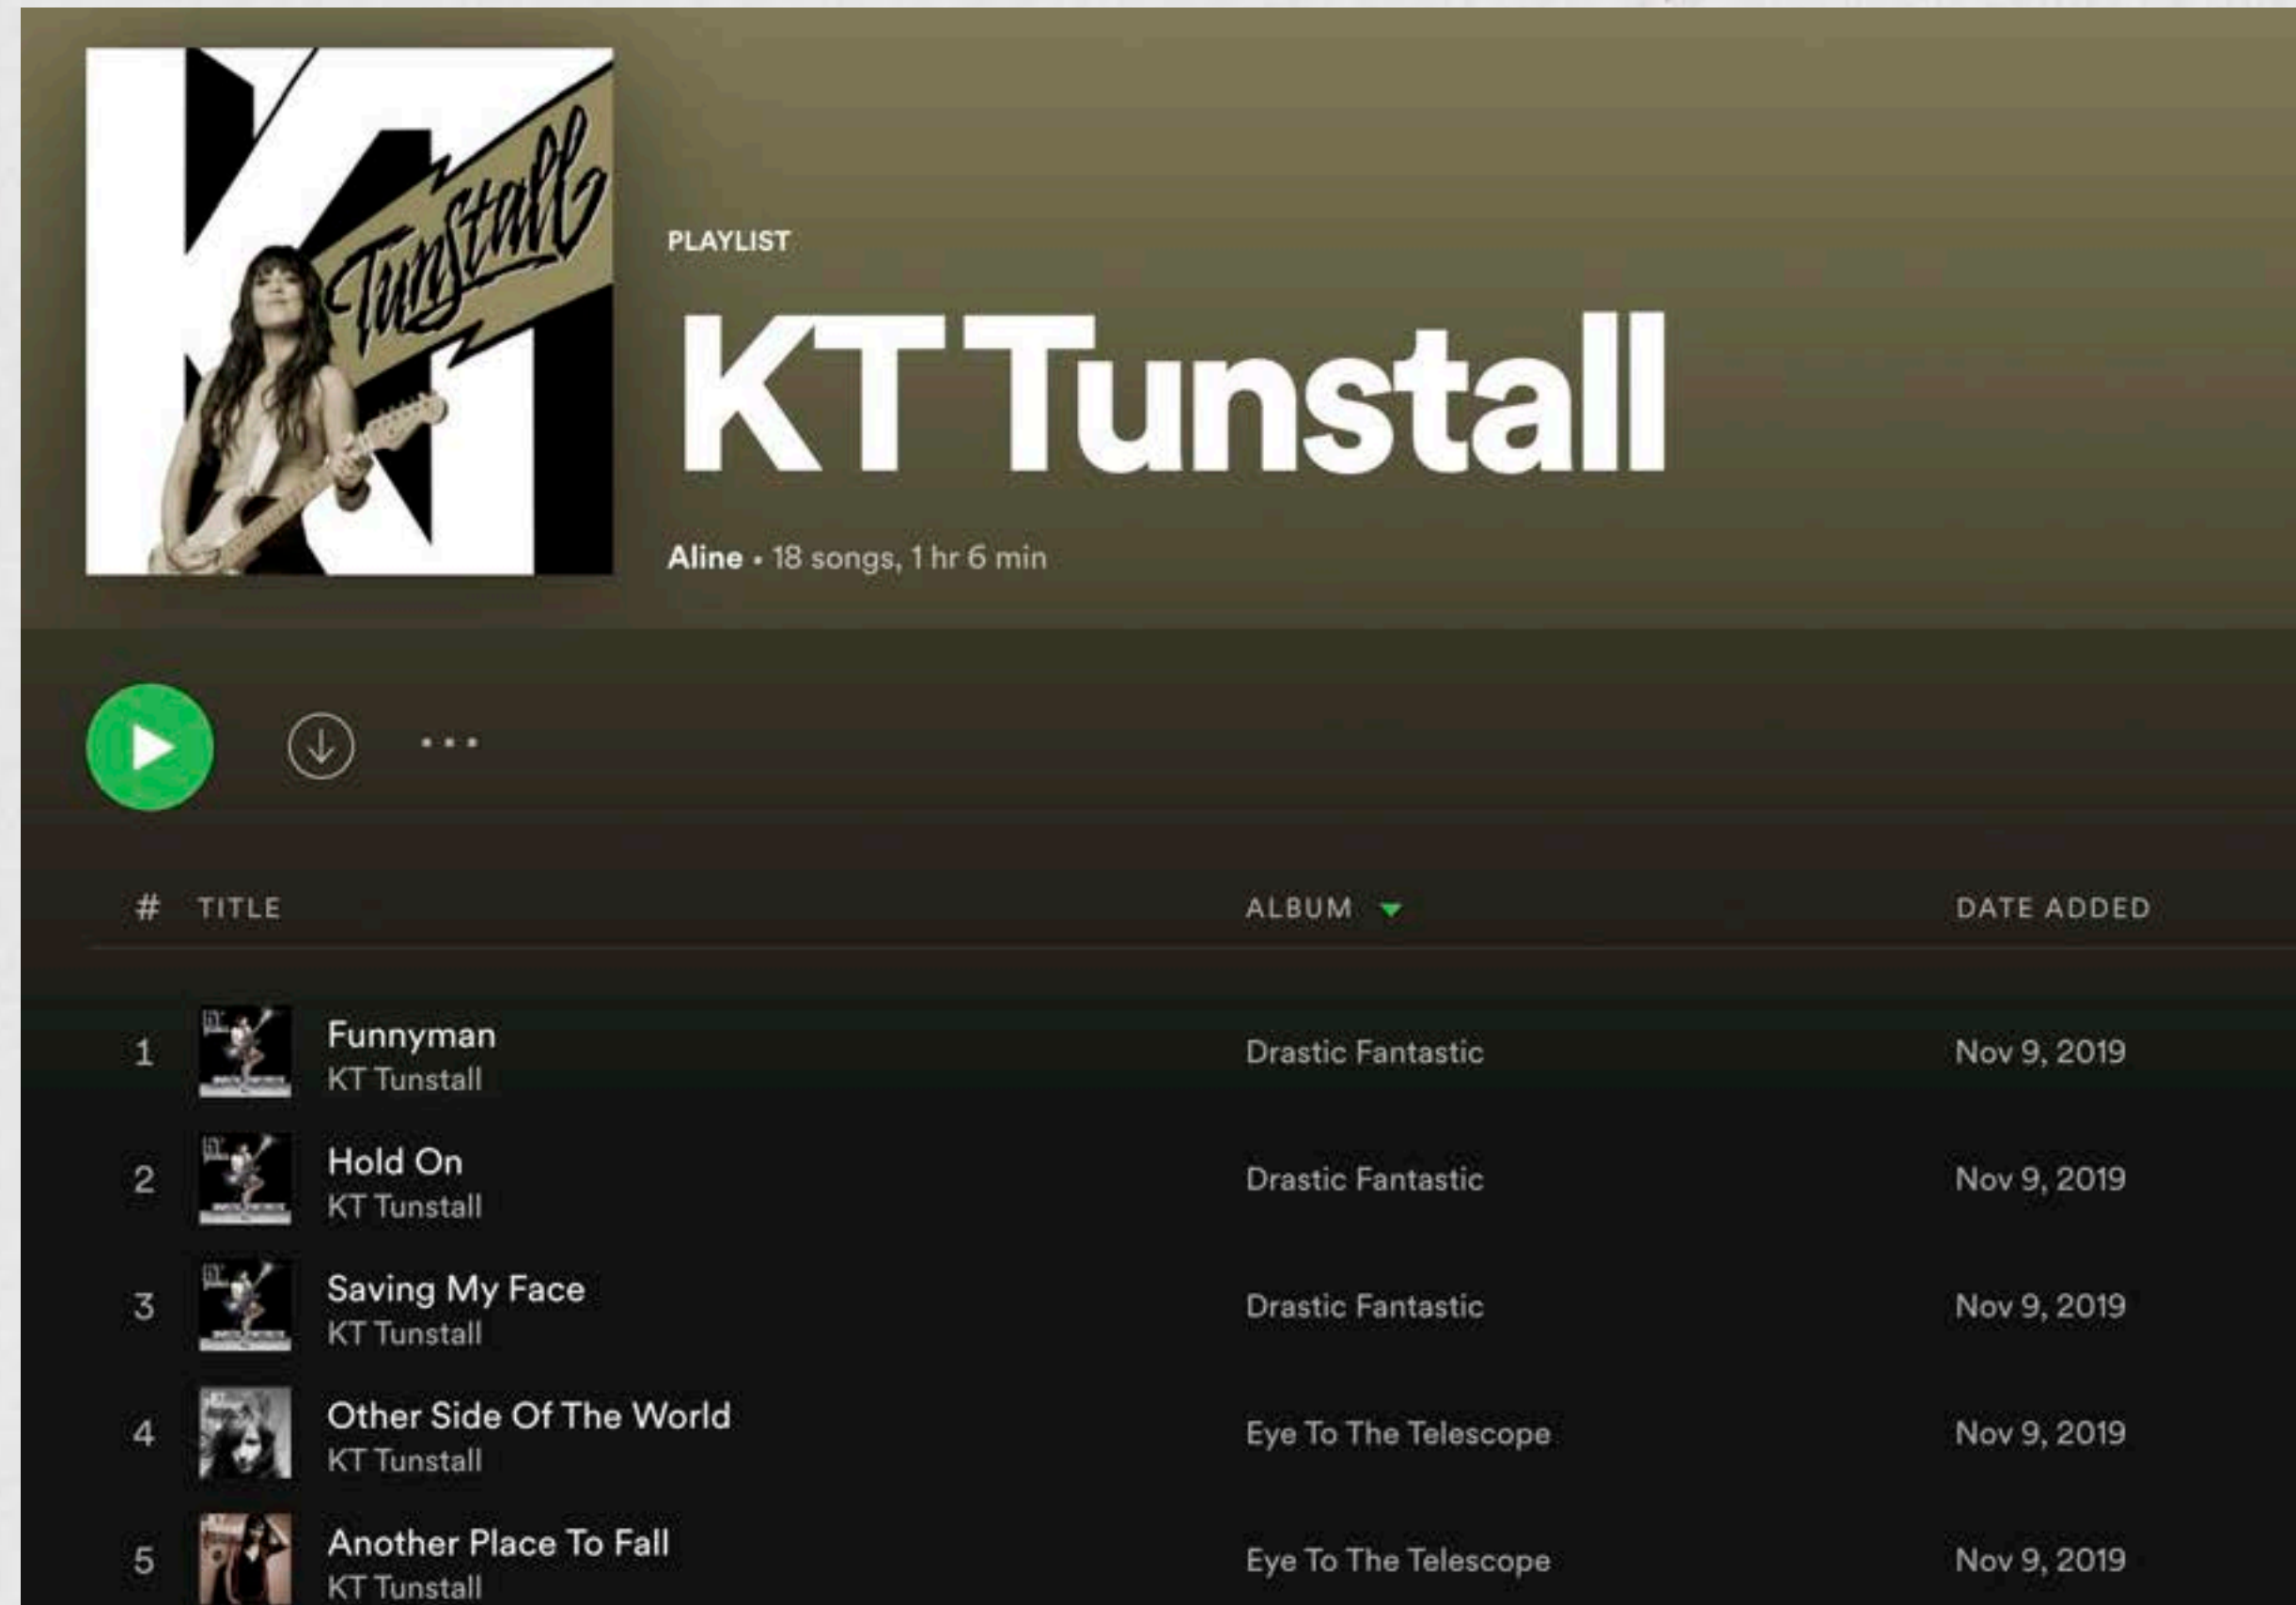 KT
Tunstall
PLAYLIST
KT Tunstall
Aline • 18 songs, 1 hr 6 min
# TITLE ALBUM DATE ADDED
1 Funnyman Drastic Fantastic Nov 9, 2019
KT Tunstall
2 Hold On Drastic Fantastic Nov 9, 2019
KT Tunstall
3 Saving My Face Drastic Fantastic Nov 9, 2019
KT Tunstall
4 Other Side Of The World Eye To The Telescope Nov 9, 2019
KT Tunstall
5 Another Place To Fall Eye To The Telescope Nov 9, 2019
KT Tunstall